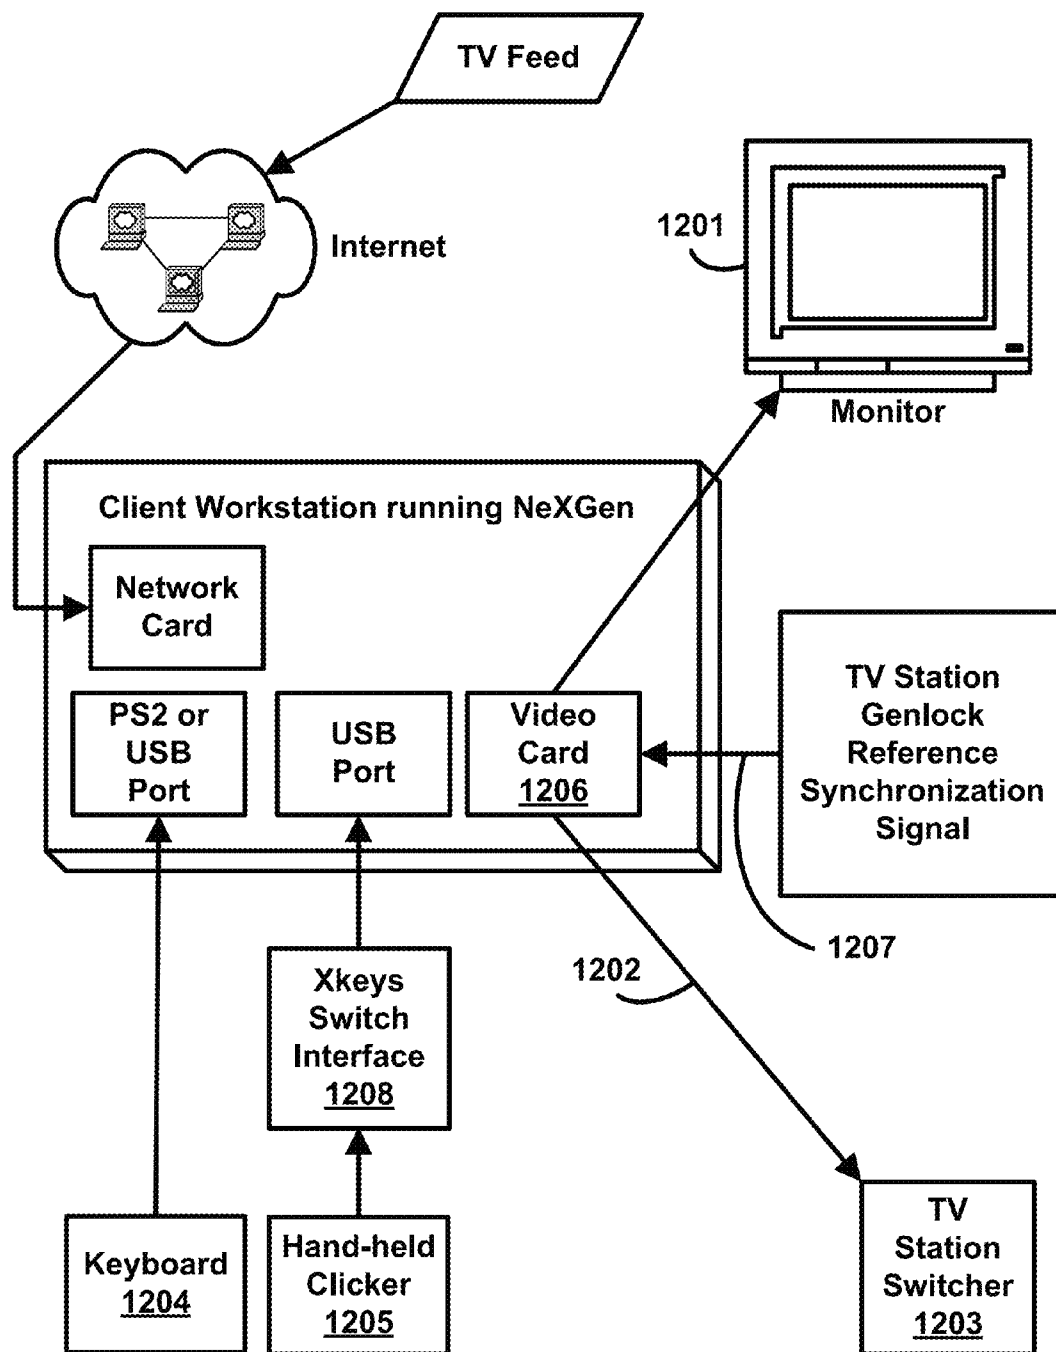 TV Feed
Internet
1201
Monitor
Client Workstation running NeXGen
Network
Card
PS2 or
USB
Port
USB
Port
Video
Card
1206
TV Station
Genlock
Reference
Synchronization
Signal
1207
1202
Xkeys
Switch
Interface
1208
Keyboard
1204
Hand-held
Clicker
1205
TV
Station
Switcher
1203